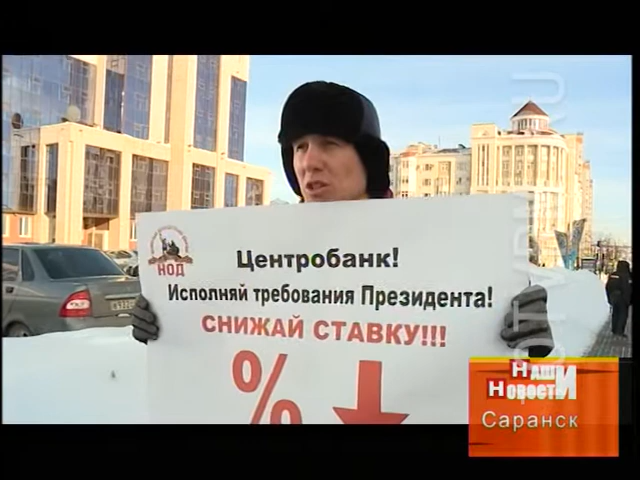 НОД
Центробанк!
Исполняй требования Президента!
СНИЖАЙ СТАВКУ!!!
%
Наши
Новости
Саранск